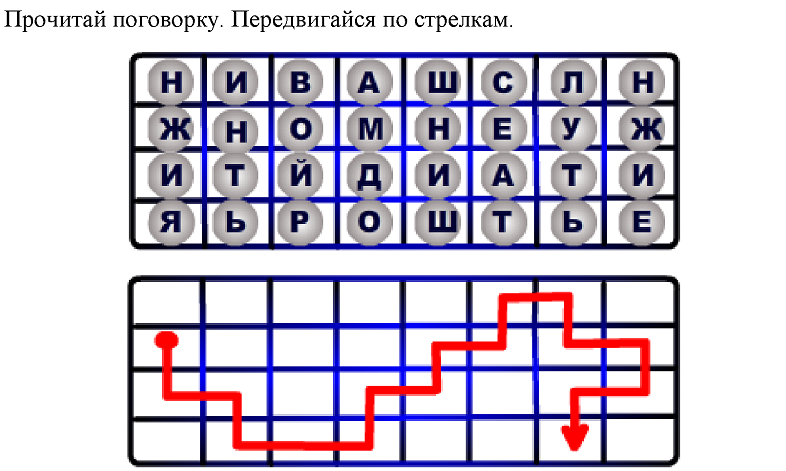 Прочитай поговорку. Передвигайся по стрелкам.
Н И В А Ш С Л Н
Ж Н О М Н Е У Ж
И Т Й Д И А Т И
Я Ь Р О Ш Т Ь Е